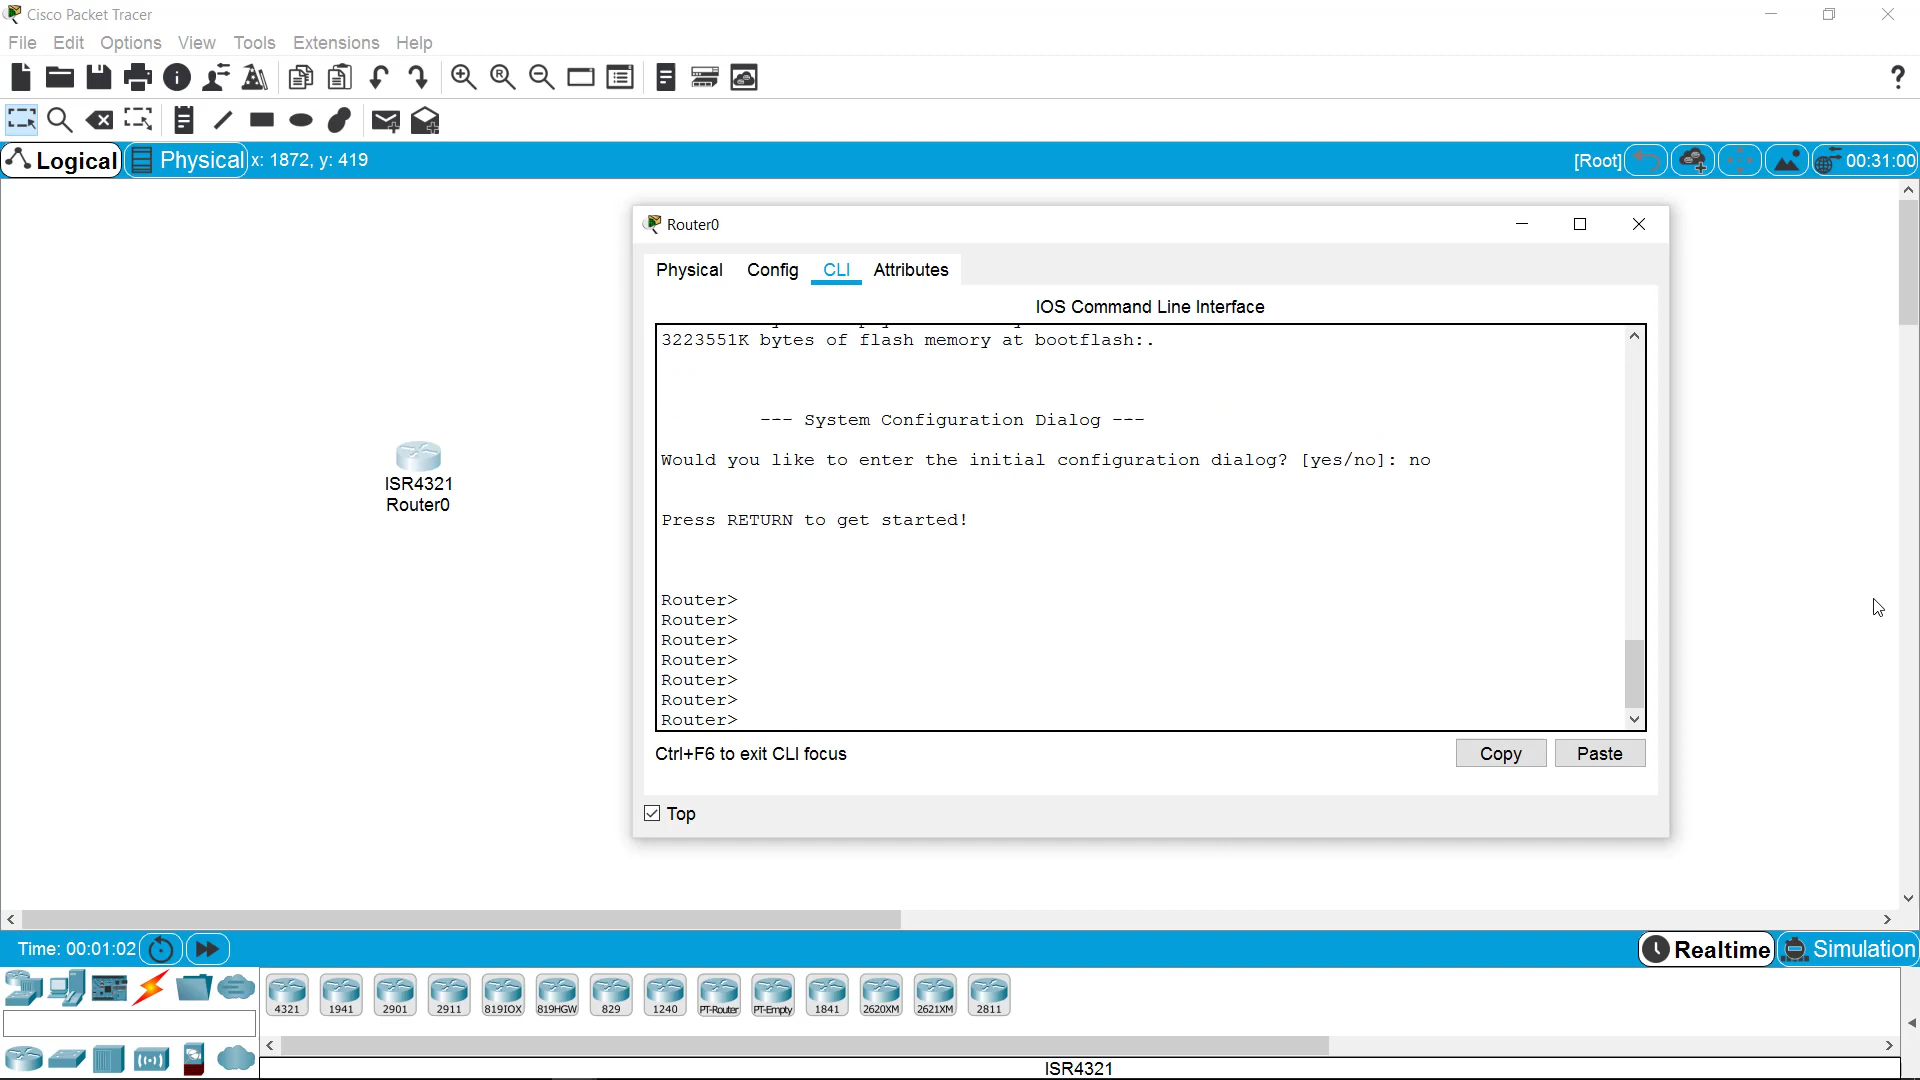 Cisco Packet Tracer
File Edit Options View Tools Extensions Help
Logical Physical x: 1872, y: 419 [Root] 00:31:00
Router0
Physical Config CLI Attributes
IOS Command Line Interface
3223551K bytes of flash memory at bootflash:.
--- System Configuration Dialog ---
Would you like to enter the initial configuration dialog? [yes/no]: no
Press RETURN to get started!
Router>
Router>
Router>
Router>
Router>
Router>
Router>
Ctrl+F6 to exit CLI focus
Copy Paste
Top
ISR4321
Router0
Time: 00:01:02 Realtime Simulation
4321 1941 2901 2911 819IOX 819HGW 829 1240 PT-Router PT-Empty 1841 2620XM 2621XM 2811
ISR4321